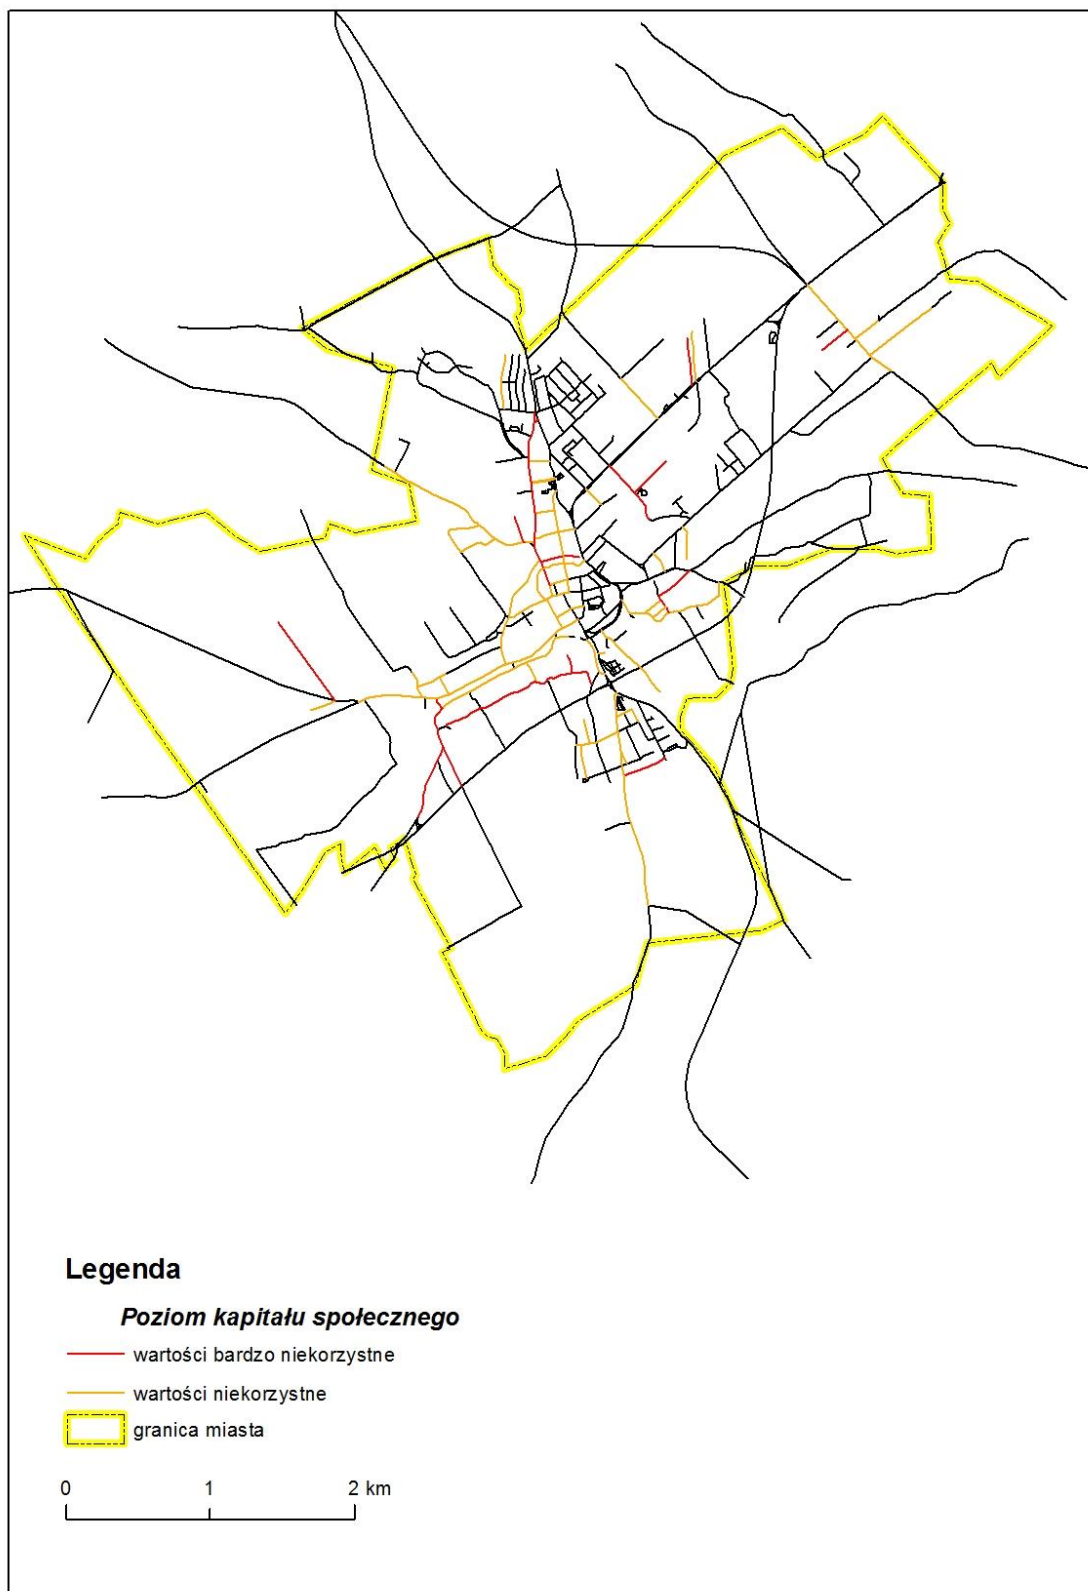 Legenda
Poziom kapitału społecznego
wartości bardzo niekorzystne
wartości niekorzystne
granica miasta
0 1 2 km